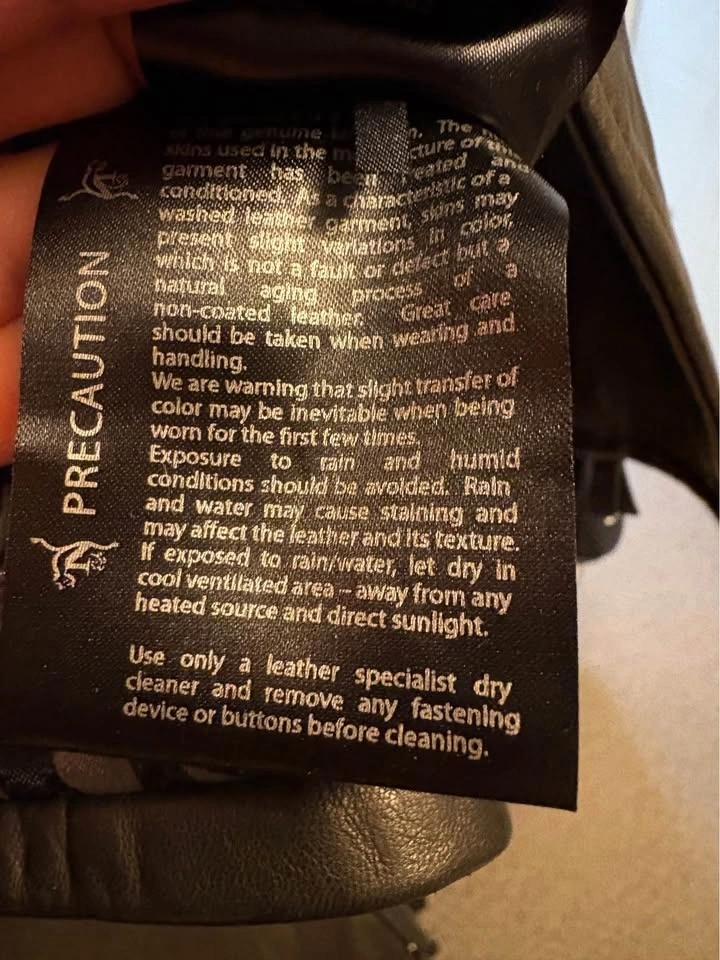 PRECAUTION
genuine
skins used in the
garment has been treated and
conditioned. As a characteristic of a
washed leather garment, skins may
present slight variations in color,
which is not a fault or defect but a
natural aging process of a
non-coated leather. Great care
should be taken when wearing and
handling.
We are warning that slight transfer of
color may be inevitable when being
worn for the first few times.
Exposure to rain and humid
conditions should be avoided. Rain
and water may cause staining and
may affect the leather and its texture.
If exposed to rain/water, let dry in
cool ventilated area – away from any
heated source and direct sunlight.
Use only a leather specialist dry
cleaner and remove any fastening
device or buttons before cleaning.